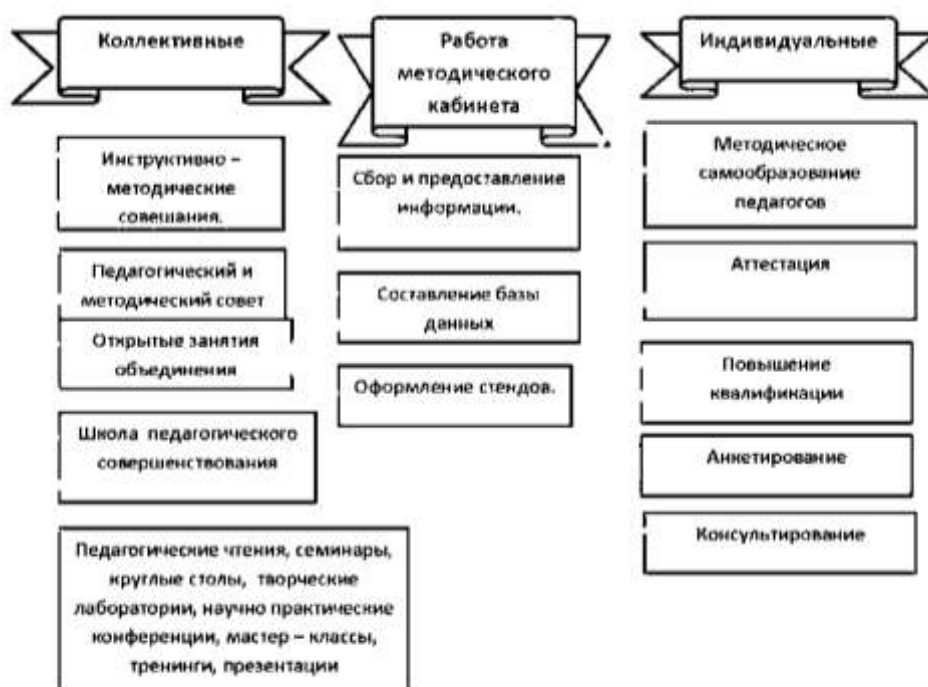 Коллективные
Инструктивно –
методические
совещания.
Педагогический и
методический совет
Открытые занятия
объединения
Школа педагогического
совершенствования
Педагогические чтения, семинары,
круглые столы, творческие
лаборатории, научно практические
конференции, мастер – классы,
тренинги, презентации
Работа
методического
кабинета
Сбор и предоставление
информации.
Составление базы
данных
Оформление стендов.
Индивидуальные
Методическое
самообразование
педагогов
Аттестация
Повышение
квалификации
Анкетирование
Консультирование